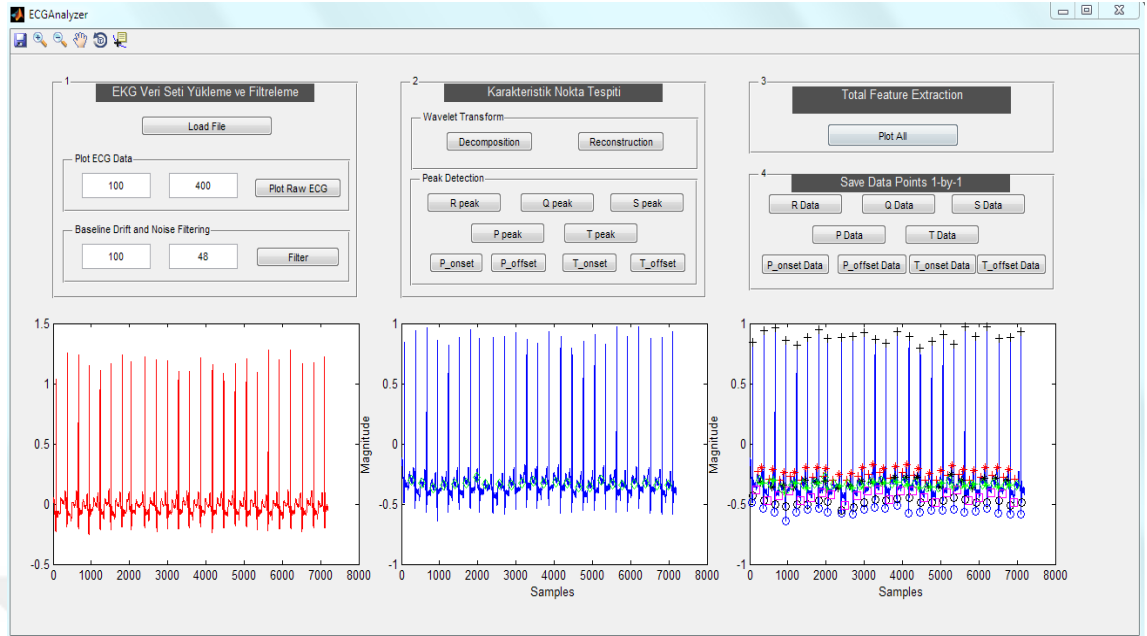 ECGAnalyzer
1
EKG Veri Seti Yükleme ve Filtreleme
Load File
Plot ECG Data
100
400
Plot Raw ECG
Baseline Drift and Noise Filtering
100
48
Filter
2
Karakteristik Nokta Tespiti
Wavelet Transform
Decomposition
Reconstruction
Peak Detection
R peak
Q peak
S peak
P peak
T peak
P_onset
P_offset
T_onset
T_offset
3
Total Feature Extraction
Plot All
4
Save Data Points 1-by-1
R Data
Q Data
S Data
P Data
T Data
P_onset Data
P_offset Data
T_onset Data
T_offset Data
1.5
1
0.5
0
-0.5
0 1000 2000 3000 4000 5000 6000 7000 8000
Magnitude
1
0.5
0
-0.5
-1
0 1000 2000 3000 4000 5000 6000 7000 8000
Samples
Magnitude
1
0.5
0
-0.5
-1
0 1000 2000 3000 4000 5000 6000 7000 8000
Samples